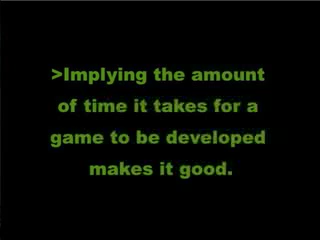 >Implying the amount
of time it takes for a
game to be developed
makes it good.